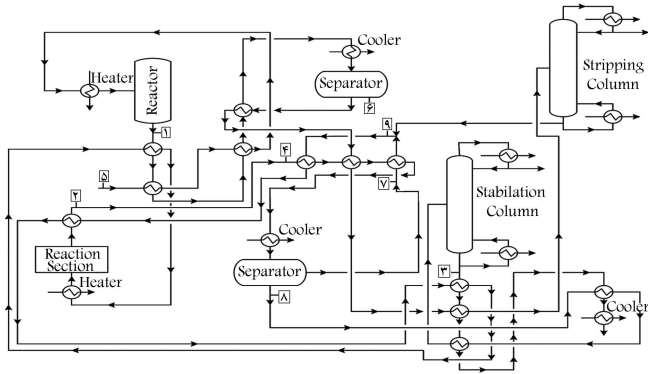 Cooler
Heater
Reactor
Separator
Stripping
Column
۱
۶
۹
۴
۵
۷
۲
Stabilation
Column
Cooler
Reaction
Section
Heater
Separator
۳
۸
Cooler